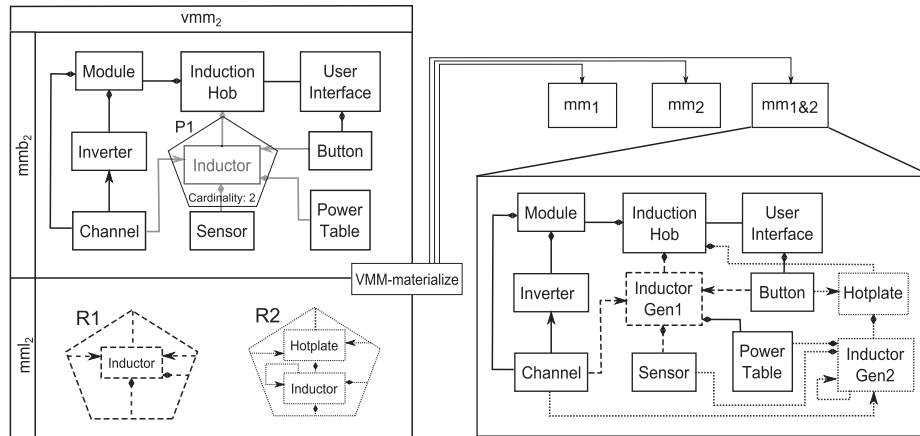 vmm2
mmb2
Module
Induction
Hob
User
Interface
P1
Inverter
Inductor
Button
Cardinality: 2
Channel
Sensor
Power
Table
VMM-materialize
mml2
R1
Inductor
R2
Hotplate
Inductor
mm1
mm2
mm1&2
Module
Induction
Hob
User
Interface
Inverter
Inductor
Gen1
Button
Hotplate
Channel
Sensor
Power
Table
Inductor
Gen2